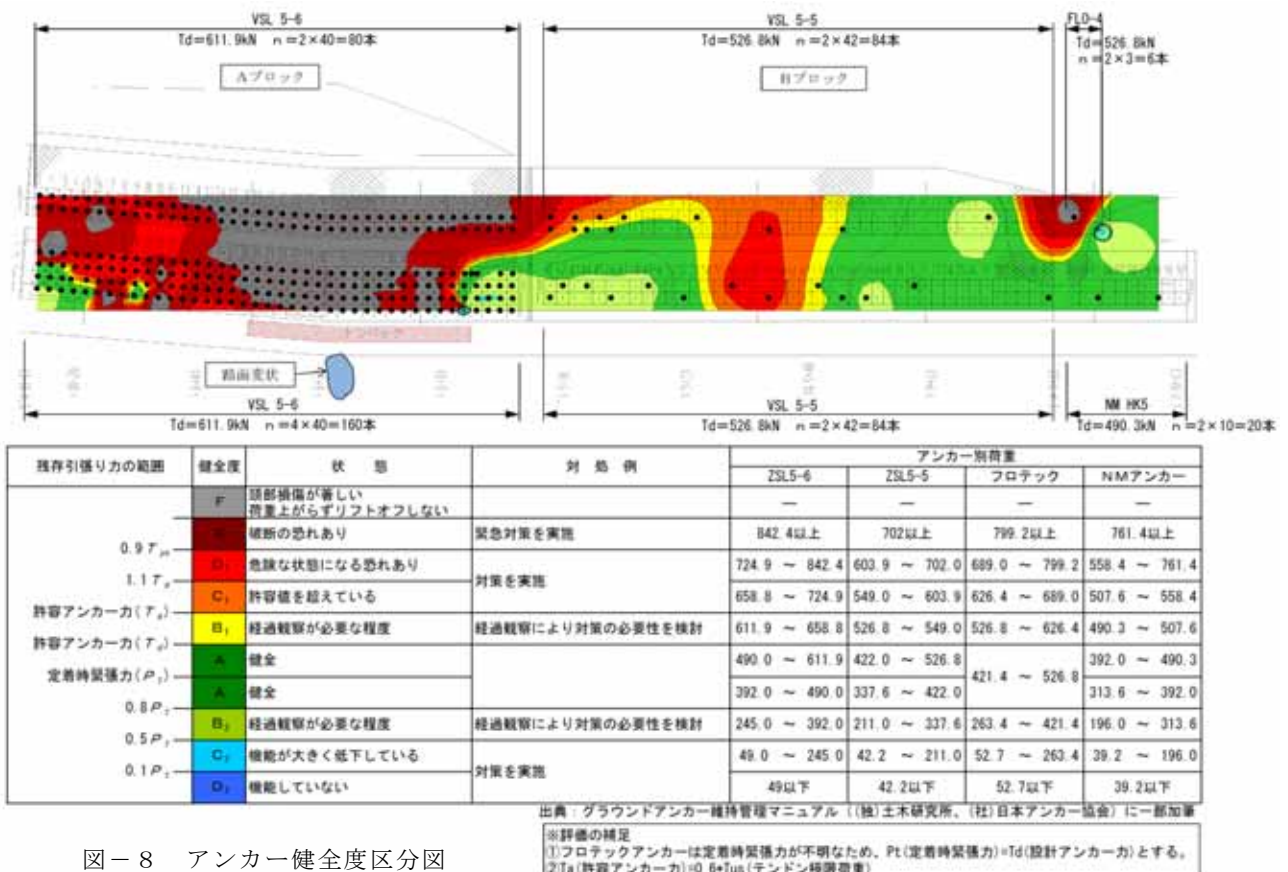 VSL 5-6
Td=611.9kN n=2×40=80本
VSL 5-5
Td=526.8kN n=2×42=84本
FLO-4
Td=526.8kN
n=2×3=6本
Aブロック
Bブロック
路面変状
VSL 5-6
Td=611.9kN n=4×40=160本
VSL 5-5
Td=526.8kN n=2×42=84本
NM HK5
Td=490.3kN n=2×10=20本
残存引張り力の範囲 健全度 状態 対処例 アンカー別荷重
ZSL5-6 ZSL5-5 フロテック NMアンカー
F 頭部損傷が著しい 荷重上がらずリフトオフしない — — — —
破断の恐れあり 緊急対策を実施 842.4以上 702以上 799.2以上 761.4以上
D₁ 危険な状態になる恐れあり 対策を実施 724.9 ～ 842.4 603.9 ～ 702.0 689.0 ～ 799.2 558.4 ～ 761.4
C₁ 許容値を超えている 658.8 ～ 724.9 549.0 ～ 603.9 626.4 ～ 689.0 507.6 ～ 558.4
B₁ 経過観察が必要な程度 経過観察により対策の必要性を検討 611.9 ～ 658.8 526.8 ～ 549.0 526.8 ～ 626.4 490.3 ～ 507.6
A 健全 490.0 ～ 611.9 422.0 ～ 526.8 421.4 ～ 526.8 392.0 ～ 490.3
A 健全 392.0 ～ 490.0 337.6 ～ 422.0 313.6 ～ 392.0
B₂ 経過観察が必要な程度 経過観察により対策の必要性を検討 245.0 ～ 392.0 211.0 ～ 337.6 263.4 ～ 421.4 196.0 ～ 313.6
C₂ 機能が大きく低下している 対策を実施 49.0 ～ 245.0 42.2 ～ 211.0 52.7 ～ 263.4 39.2 ～ 196.0
D₂ 機能していない 49以下 42.2以下 52.7以下 39.2以下
許容アンカー力
許容アンカー力
定着時緊張力
出典：グラウンドアンカー維持管理マニュアル（(独)土木研究所、(社)日本アンカー協会）に一部加筆
※評価の補足
①フロテックアンカーは定着時緊張力が不明なため、Pt(定着時緊張力)=Td(設計アンカー力)とする。
②Ta(許容アンカー力)=0.6*Tus(テンドン極限荷重)
図－8 アンカー健全度区分図